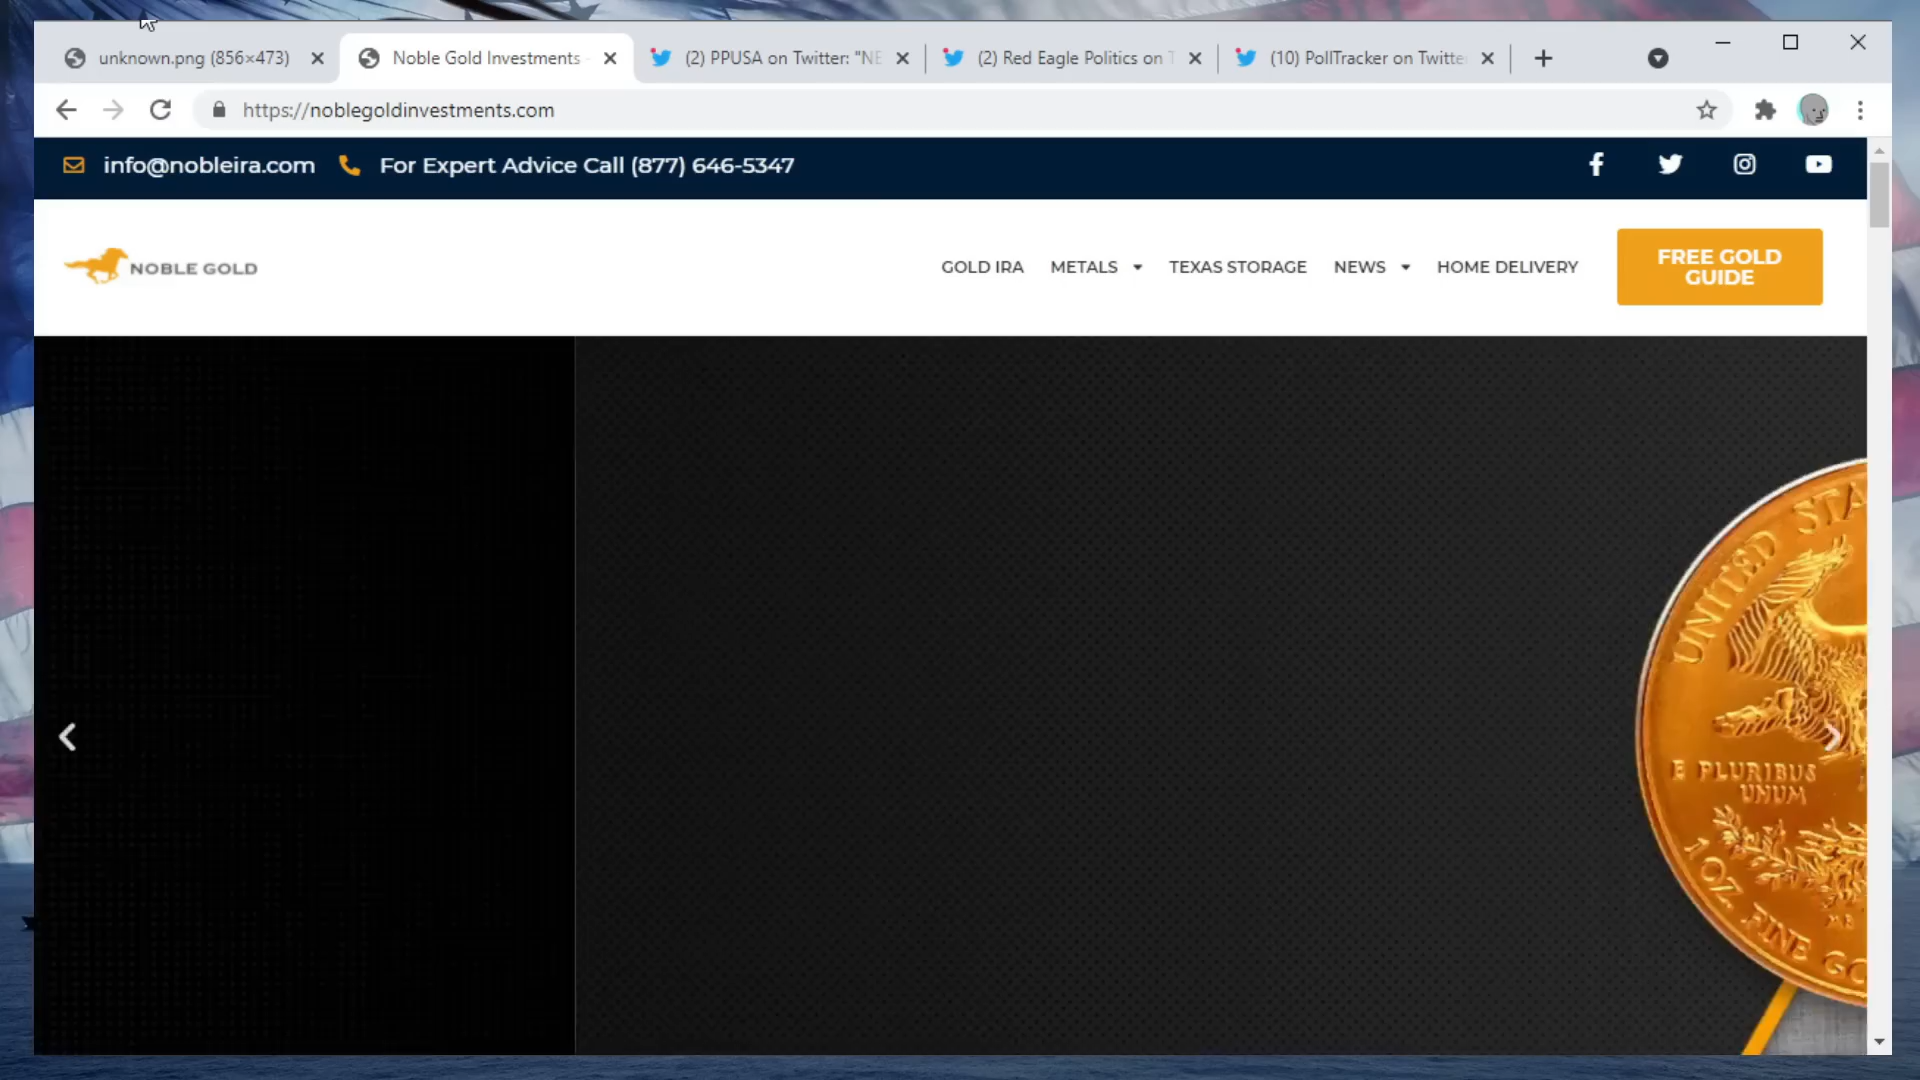 unknown.png (856×473)
Noble Gold Investments -
(2) PPUSA on Twitter: "NE
(2) Red Eagle Politics on T
(10) PollTracker on Twitte
https://noblegoldinvestments.com
info@nobleira.com
For Expert Advice Call (877) 646-5347
NOBLE GOLD
GOLD IRA
METALS
TEXAS STORAGE
NEWS
HOME DELIVERY
FREE GOLD
GUIDE
UNITED STA
E PLURIBUS
UNUM
1 OZ. FINE GO